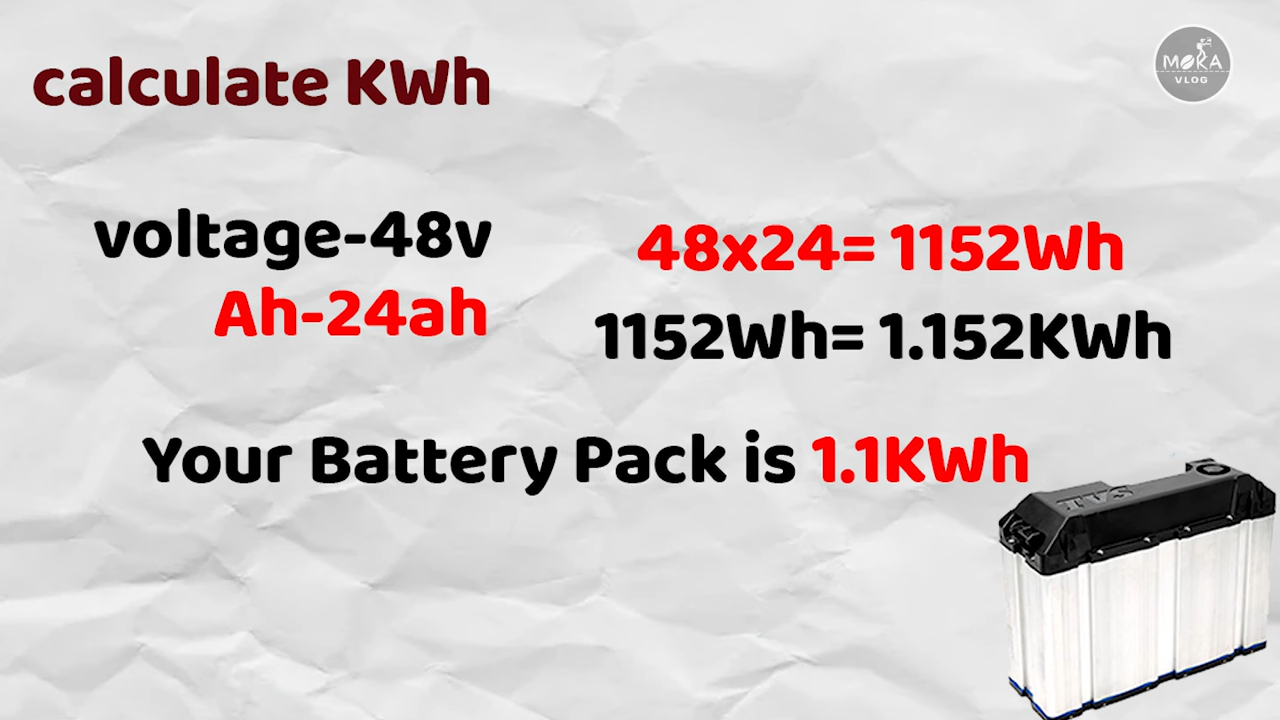 calculate KWh
MOKA
VLOG
voltage-48v
Ah-24ah
48x24= 1152Wh
1152Wh= 1.152KWh
Your Battery Pack is 1.1KWh
TVS